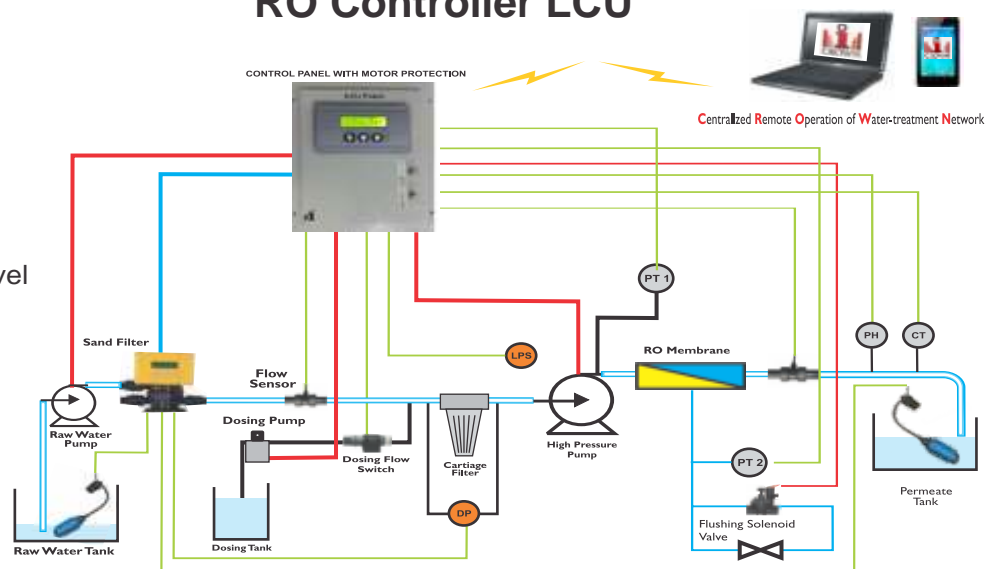 RO Controller LCU
CONTROL PANEL WITH MOTOR PROTECTION
Centralized Remote Operation of Water-treatment Network
vel
PT 1
Sand Filter
LPS
PH
CT
RO Membrane
Flow
Sensor
Dosing Pump
Raw Water
Pump
Dosing Flow
Switch
Cartiage
Filter
High Pressure
Pump
PT 2
Permeate
Tank
DP
Flushing Solenoid
Valve
Raw Water Tank
Dosing Tank